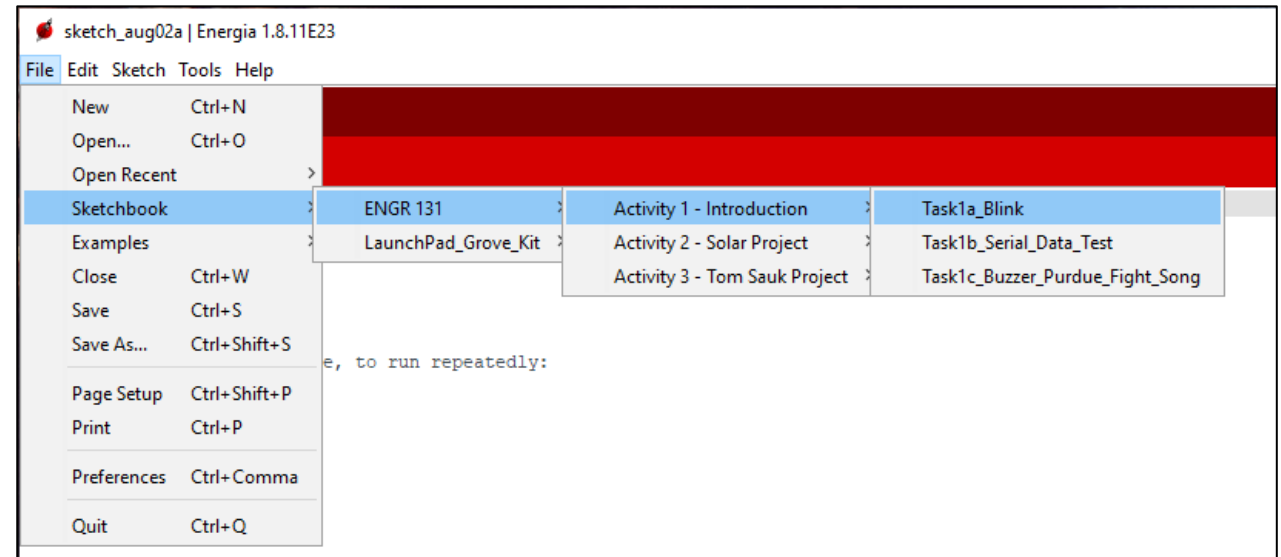 sketch_aug02a | Energia 1.8.11E23
File Edit Sketch Tools Help
New Ctrl+N
Open... Ctrl+O
Open Recent >
Sketchbook > ENGR 131 > Activity 1 - Introduction > Task1a_Blink
Examples > LaunchPad_Grove_Kit > Activity 2 - Solar Project > Task1b_Serial_Data_Test
Close Ctrl+W Activity 3 - Tom Sauk Project > Task1c_Buzzer_Purdue_Fight_Song
Save Ctrl+S
Save As... Ctrl+Shift+S
e, to run repeatedly:
Page Setup Ctrl+Shift+P
Print Ctrl+P
Preferences Ctrl+Comma
Quit Ctrl+Q